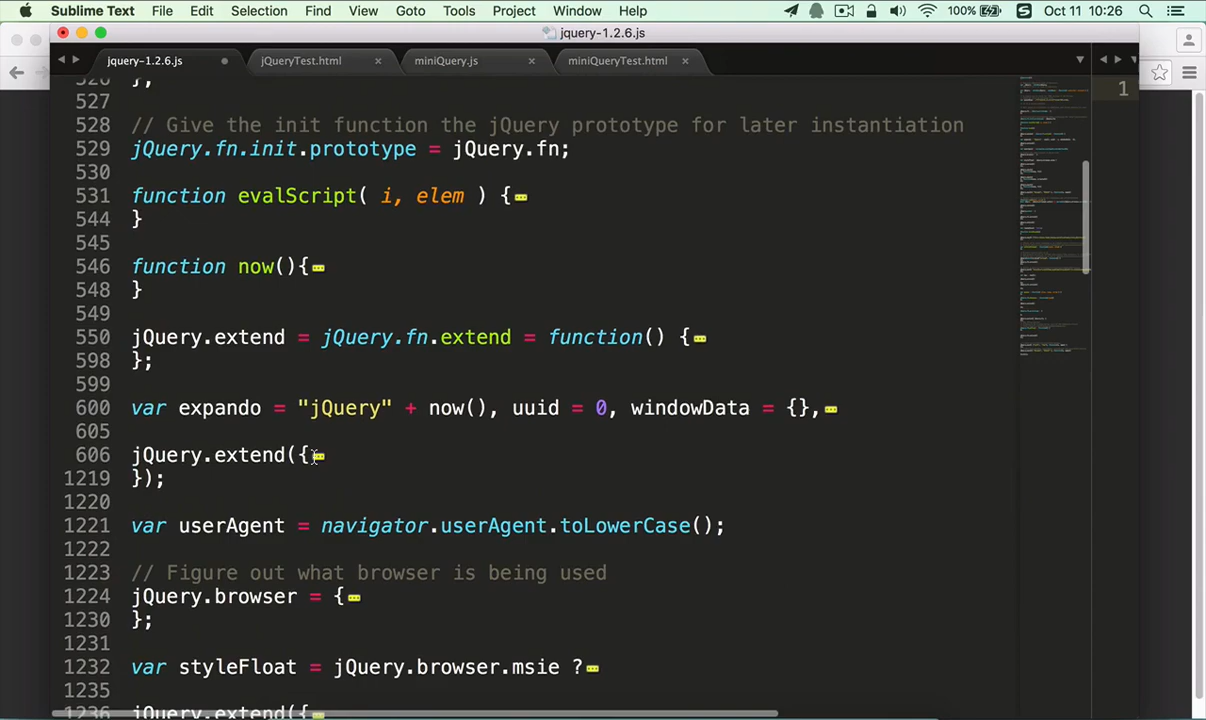 Sublime Text File Edit Selection Find View Goto Tools Project Window Help 100% Oct 11 10:26
jquery-1.2.6.js
jquery-1.2.6.js jQueryTest.html × miniQuery.js × miniQueryTest.html ×
526 },
527
528 // Give the init function the jQuery prototype for later instantiation
529 jQuery.fn.init.prototype = jQuery.fn;
530
531 function evalScript( i, elem ) {
544 }
545
546 function now(){
548 }
549
550 jQuery.extend = jQuery.fn.extend = function() {
598 };
599
600 var expando = "jQuery" + now(), uuid = 0, windowData = {},
605
606 jQuery.extend({
1219 });
1220
1221 var userAgent = navigator.userAgent.toLowerCase();
1222
1223 // Figure out what browser is being used
1224 jQuery.browser = {
1230 };
1231
1232 var styleFloat = jQuery.browser.msie ?
1235
1236 jQuery.extend({
1